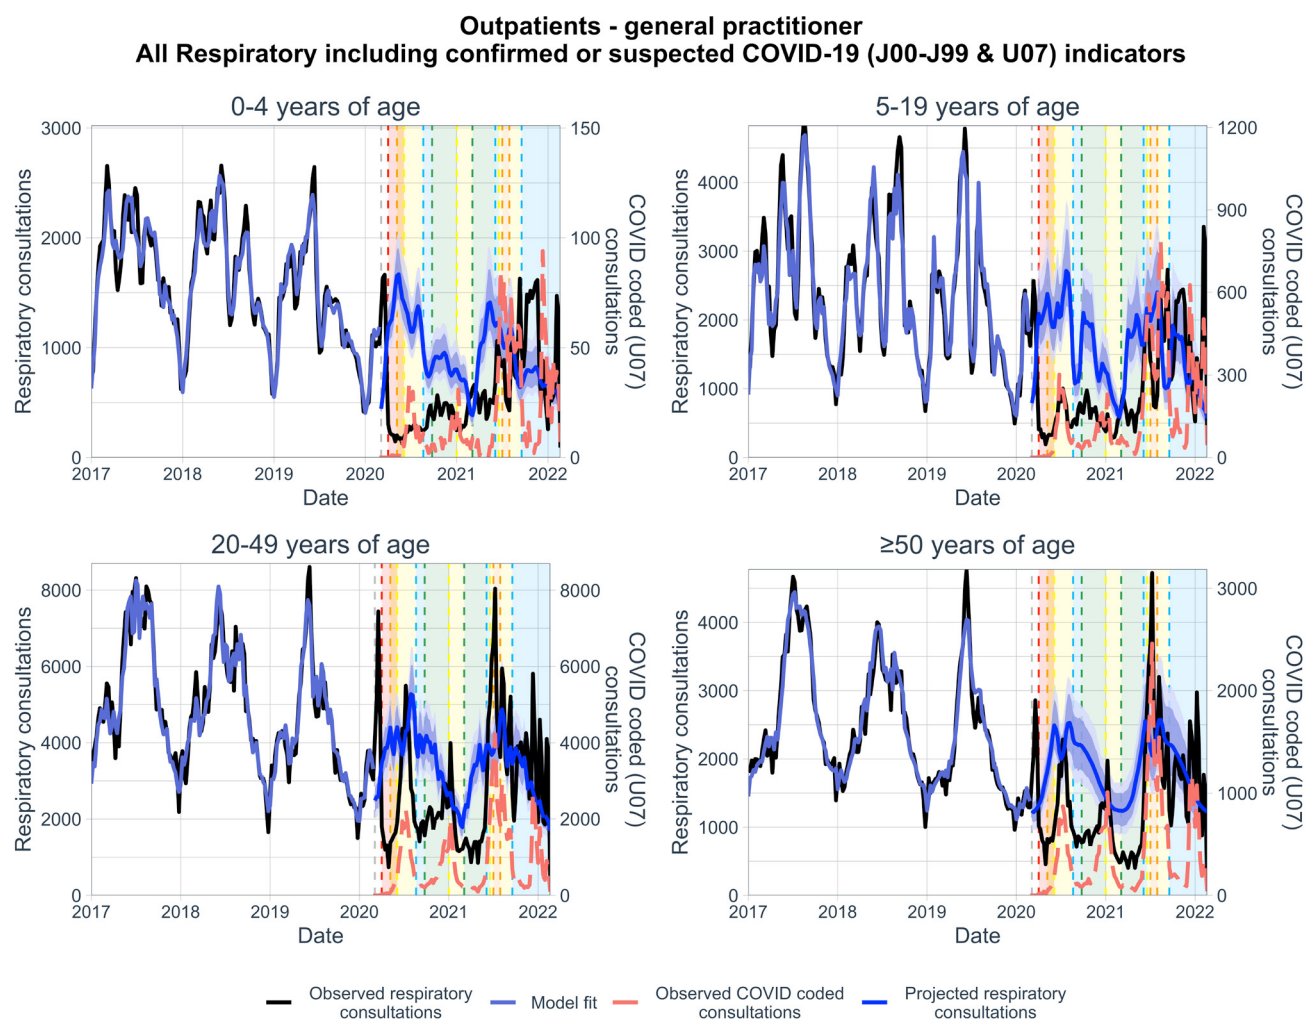 Outpatients - general practitioner
All Respiratory including confirmed or suspected COVID-19 (J00-J99 & U07) indicators
0-4 years of age
Respiratory consultations
3000
2000
1000
0
150
100
50
0
COVID coded (U07)
consultations
2017 2018 2019 2020 2021 2022
Date
5-19 years of age
Respiratory consultations
4000
3000
2000
1000
0
1200
900
600
300
0
COVID coded (U07)
consultations
2017 2018 2019 2020 2021 2022
Date
20-49 years of age
Respiratory consultations
8000
6000
4000
2000
0
8000
6000
4000
2000
0
COVID coded (U07)
consultations
2017 2018 2019 2020 2021 2022
Date
≥50 years of age
Respiratory consultations
4000
3000
2000
1000
0
3000
2000
1000
0
COVID coded (U07)
consultations
2017 2018 2019 2020 2021 2022
Date
Observed respiratory
consultations
Model fit
Observed COVID coded
consultations
Projected respiratory
consultations